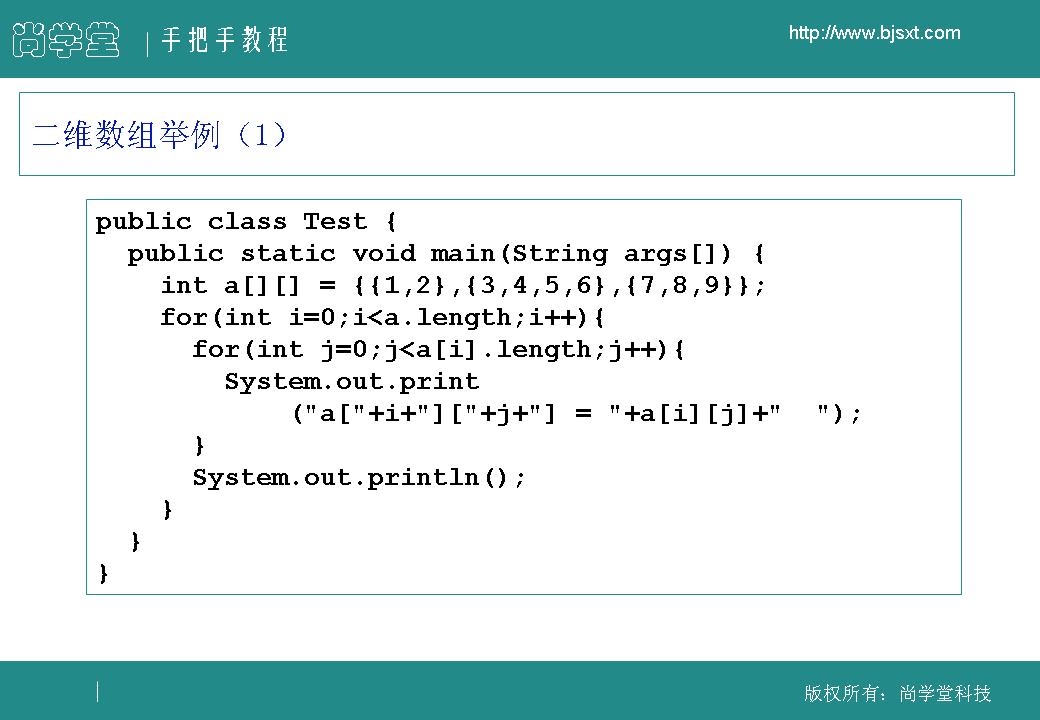 尚学堂 | 手把手教程
http://www.bjsxt.com
二维数组举例（1）
public class Test {
  public static void main(String args[]) {
    int a[][] = {{1,2},{3,4,5,6},{7,8,9}};
    for(int i=0;i<a.length;i++){
      for(int j=0;j<a[i].length;j++){
        System.out.print
            ("a["+i+"]["+j+"] = "+a[i][j]+"  ");
      }
      System.out.println();
    }
  }
}
版权所有：尚学堂科技